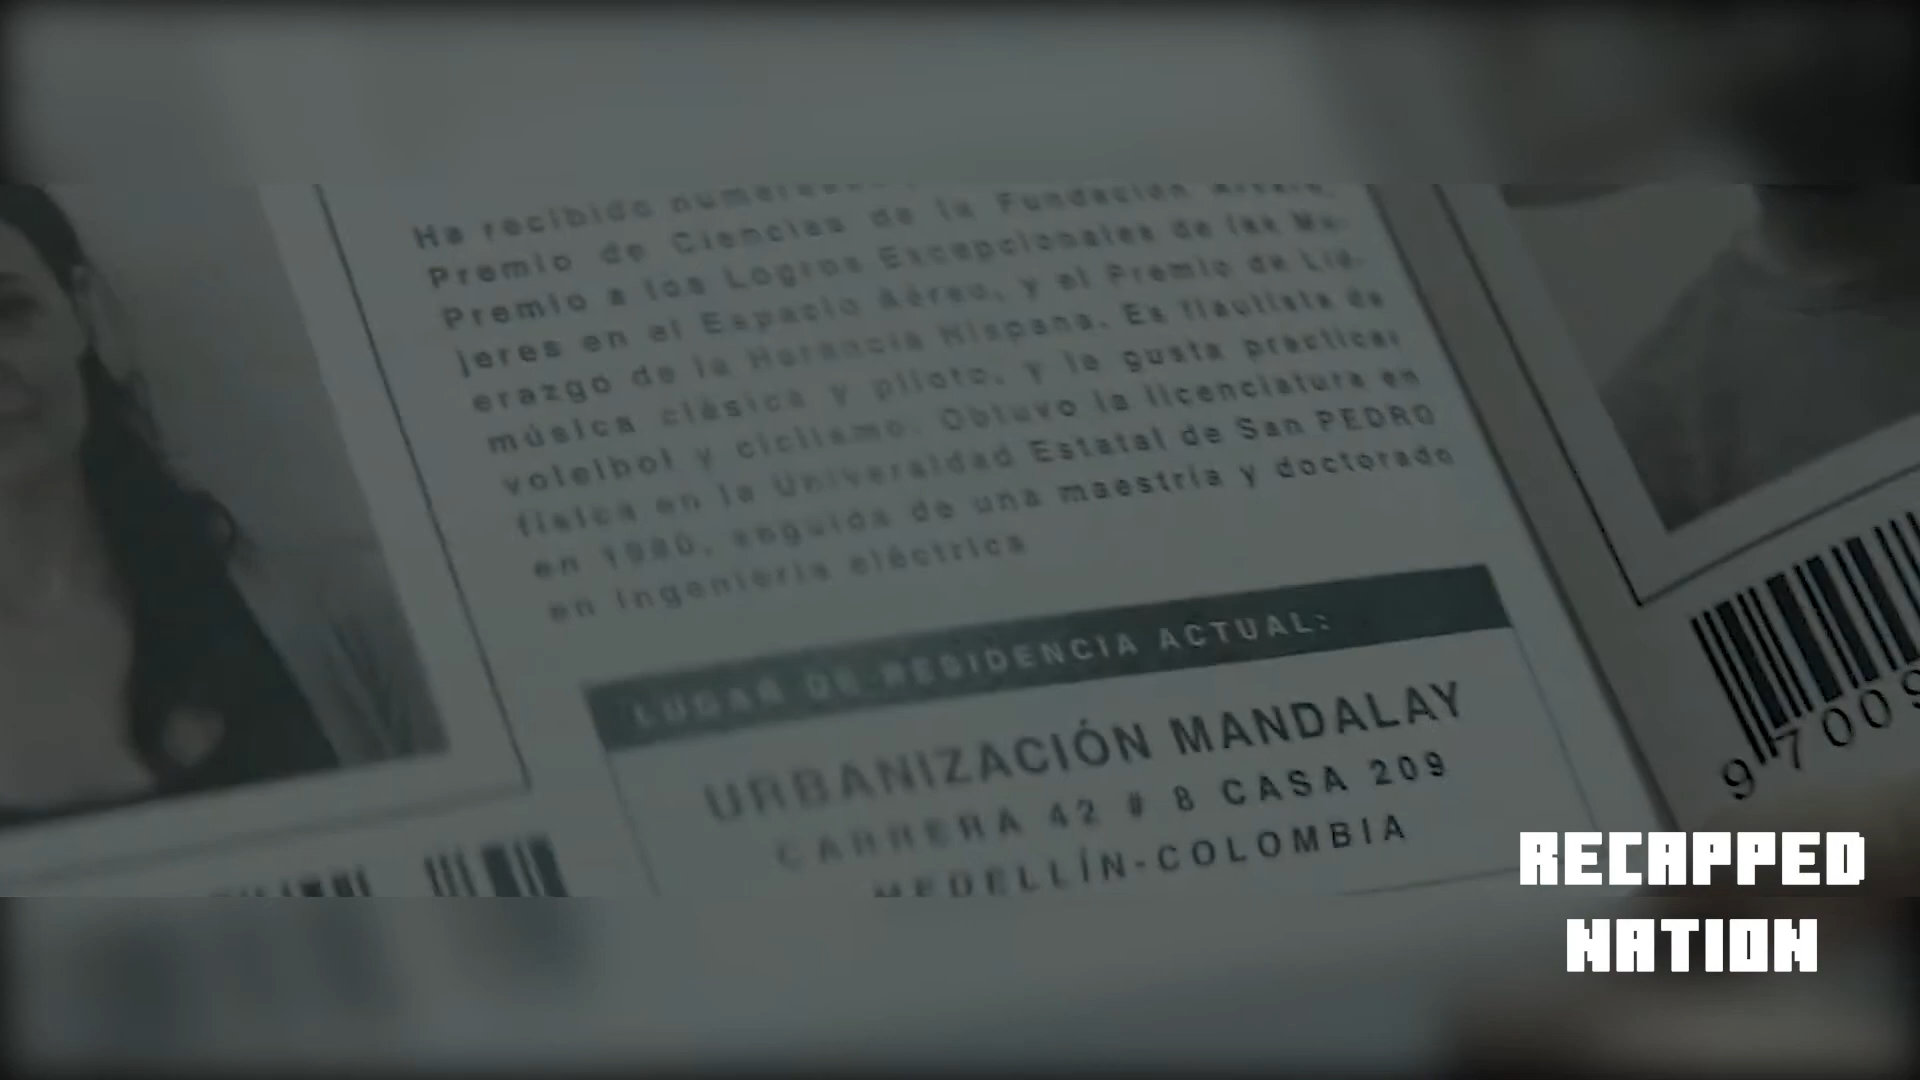 Ha recibido
Premio de Ciencias de la Fundación
Premio a los Logros Excepcionales de las Mu-
jeres en el Espacio Aéreo, y el Premio de Lid-
erazgo de la Herencia Hispana. Es flautista de
música clásica y piloto, y le gusta practicar
voleibol y ciclismo. Obtuvo la licenciatura en
física en la Universidad Estatal de San PEDRO
en 1980, seguida de una maestría y doctorado
en ingeniería eléctrica
LUGAR DE RESIDENCIA ACTUAL:
URBANIZACIÓN MANDALAY
CARRERA 42 # 8 CASA 209
MEDELLÍN-COLOMBIA
9 7009
RECAPPED
NATION